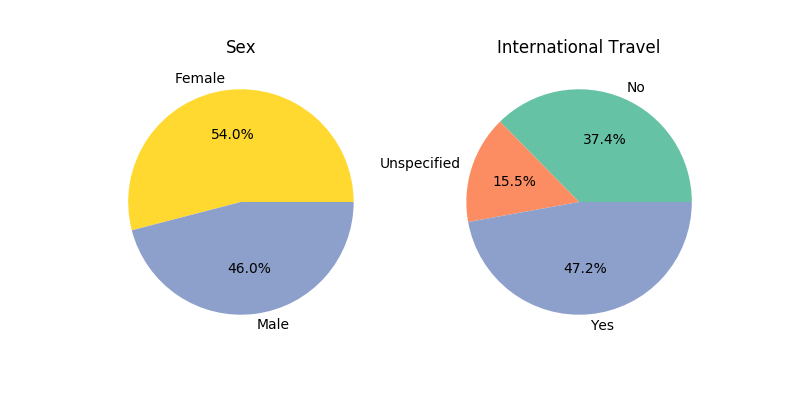 Sex
Female
54.0%
46.0%
Male
International Travel
No
37.4%
Unspecified
15.5%
47.2%
Yes